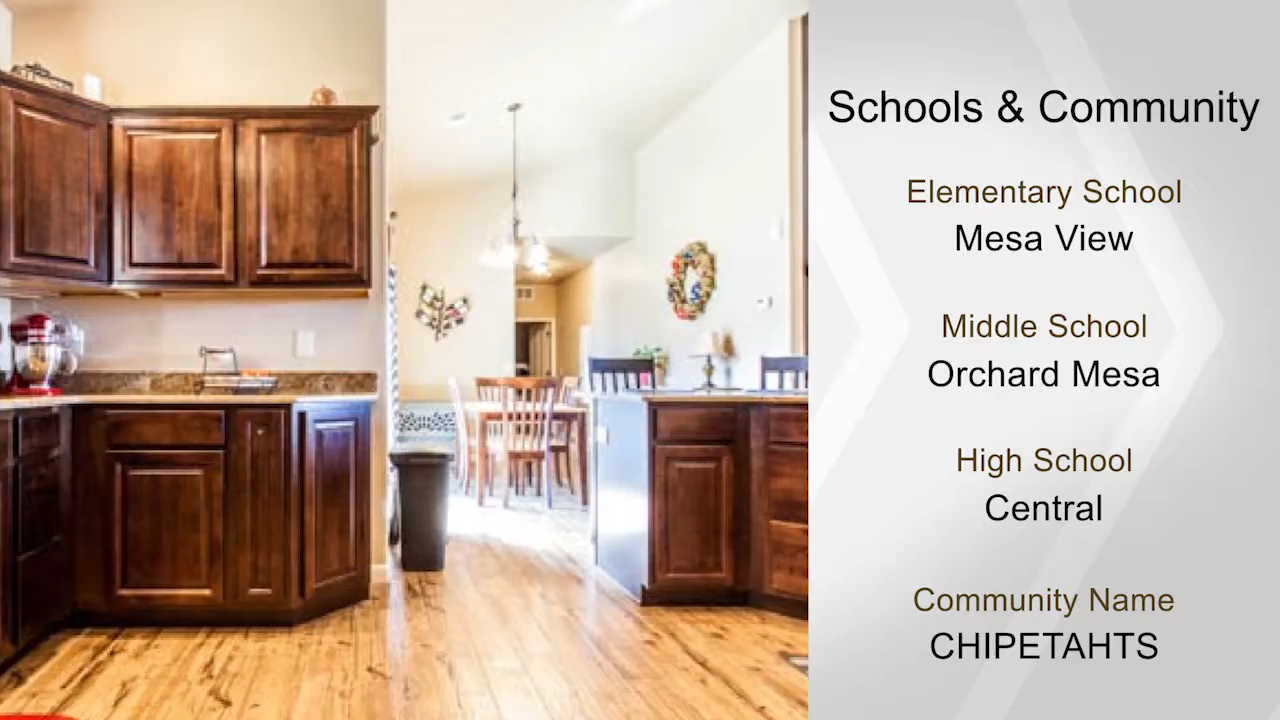 Schools & Community
Elementary School
Mesa View
Middle School
Orchard Mesa
High School
Central
Community Name
CHIPETAHTS